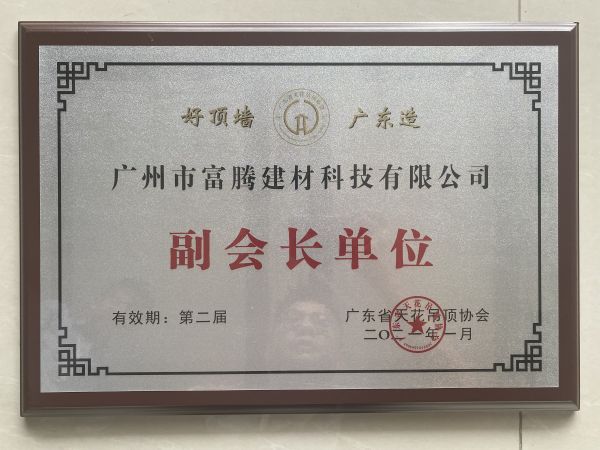 好顶墙 广东造
广州市富腾建材科技有限公司
副会长单位
有效期：第二届
广东省天花吊顶协会
二〇二一年一月